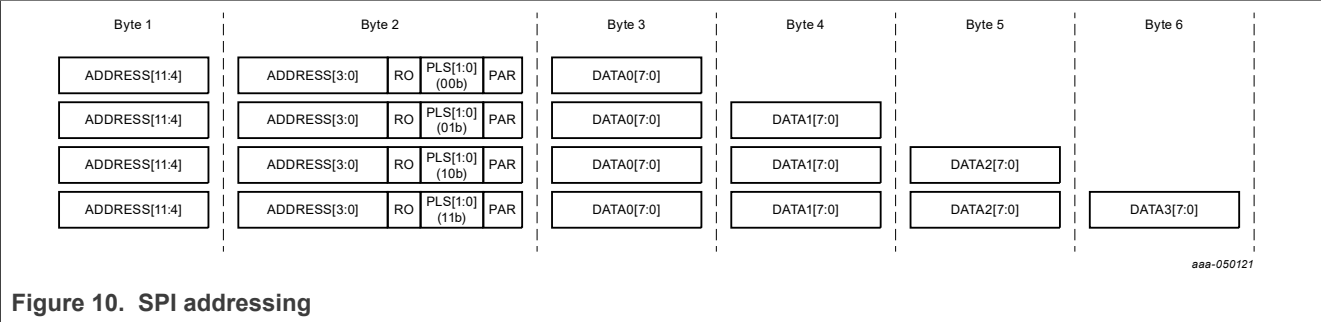 Byte 1 Byte 2 Byte 3 Byte 4 Byte 5 Byte 6
ADDRESS[11:4] ADDRESS[3:0] RO PLS[1:0] (00b) PAR DATA0[7:0]
ADDRESS[11:4] ADDRESS[3:0] RO PLS[1:0] (01b) PAR DATA0[7:0] DATA1[7:0]
ADDRESS[11:4] ADDRESS[3:0] RO PLS[1:0] (10b) PAR DATA0[7:0] DATA1[7:0] DATA2[7:0]
ADDRESS[11:4] ADDRESS[3:0] RO PLS[1:0] (11b) PAR DATA0[7:0] DATA1[7:0] DATA2[7:0] DATA3[7:0]
aaa-050121
Figure 10. SPI addressing